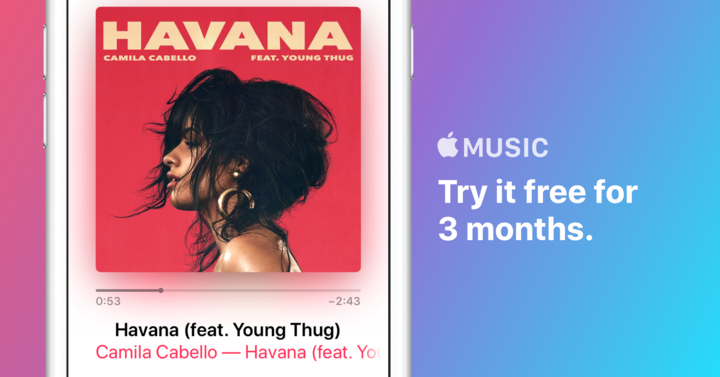 HAVANA
CAMILA CABELLO FEAT. YOUNG THUG
0:53 −2:43
Havana (feat. Young Thug)
Camila Cabello — Havana (feat. You
MUSIC
Try it free for
3 months.